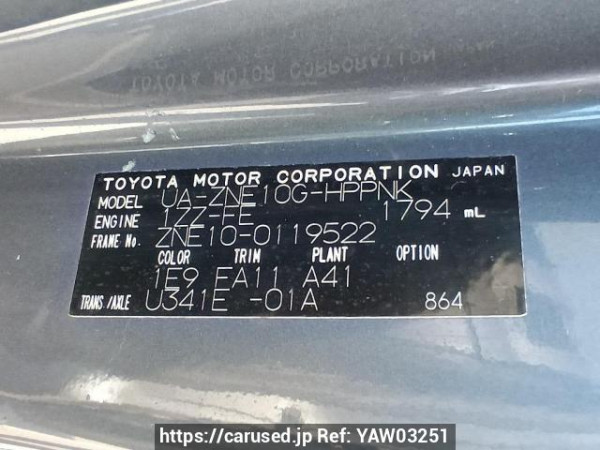 TOYOTA MOTOR CORPORATION JAPAN
TOYOTA MOTOR CORPORATION JAPAN
MODEL UA-ZNE10G-HPPNK
ENGINE 1ZZ-FE 1794 mL
FRAME No. ZNE10-0119522
COLOR TRIM PLANT OPTION
1E9 FA11 A41
TRANS./AXLE U341E -01A 864
https://carused.jp Ref: YAW03251